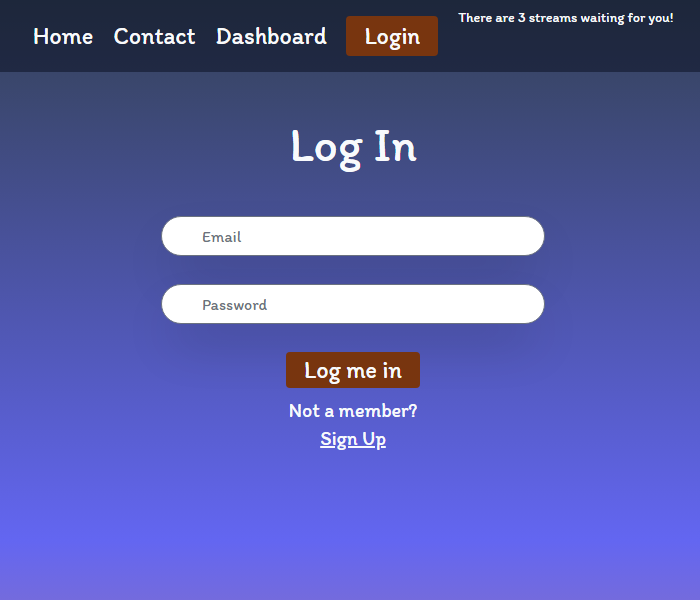 Home Contact Dashboard Login There are 3 streams waiting for you!
Log In
Email
Password
Log me in
Not a member?
Sign Up